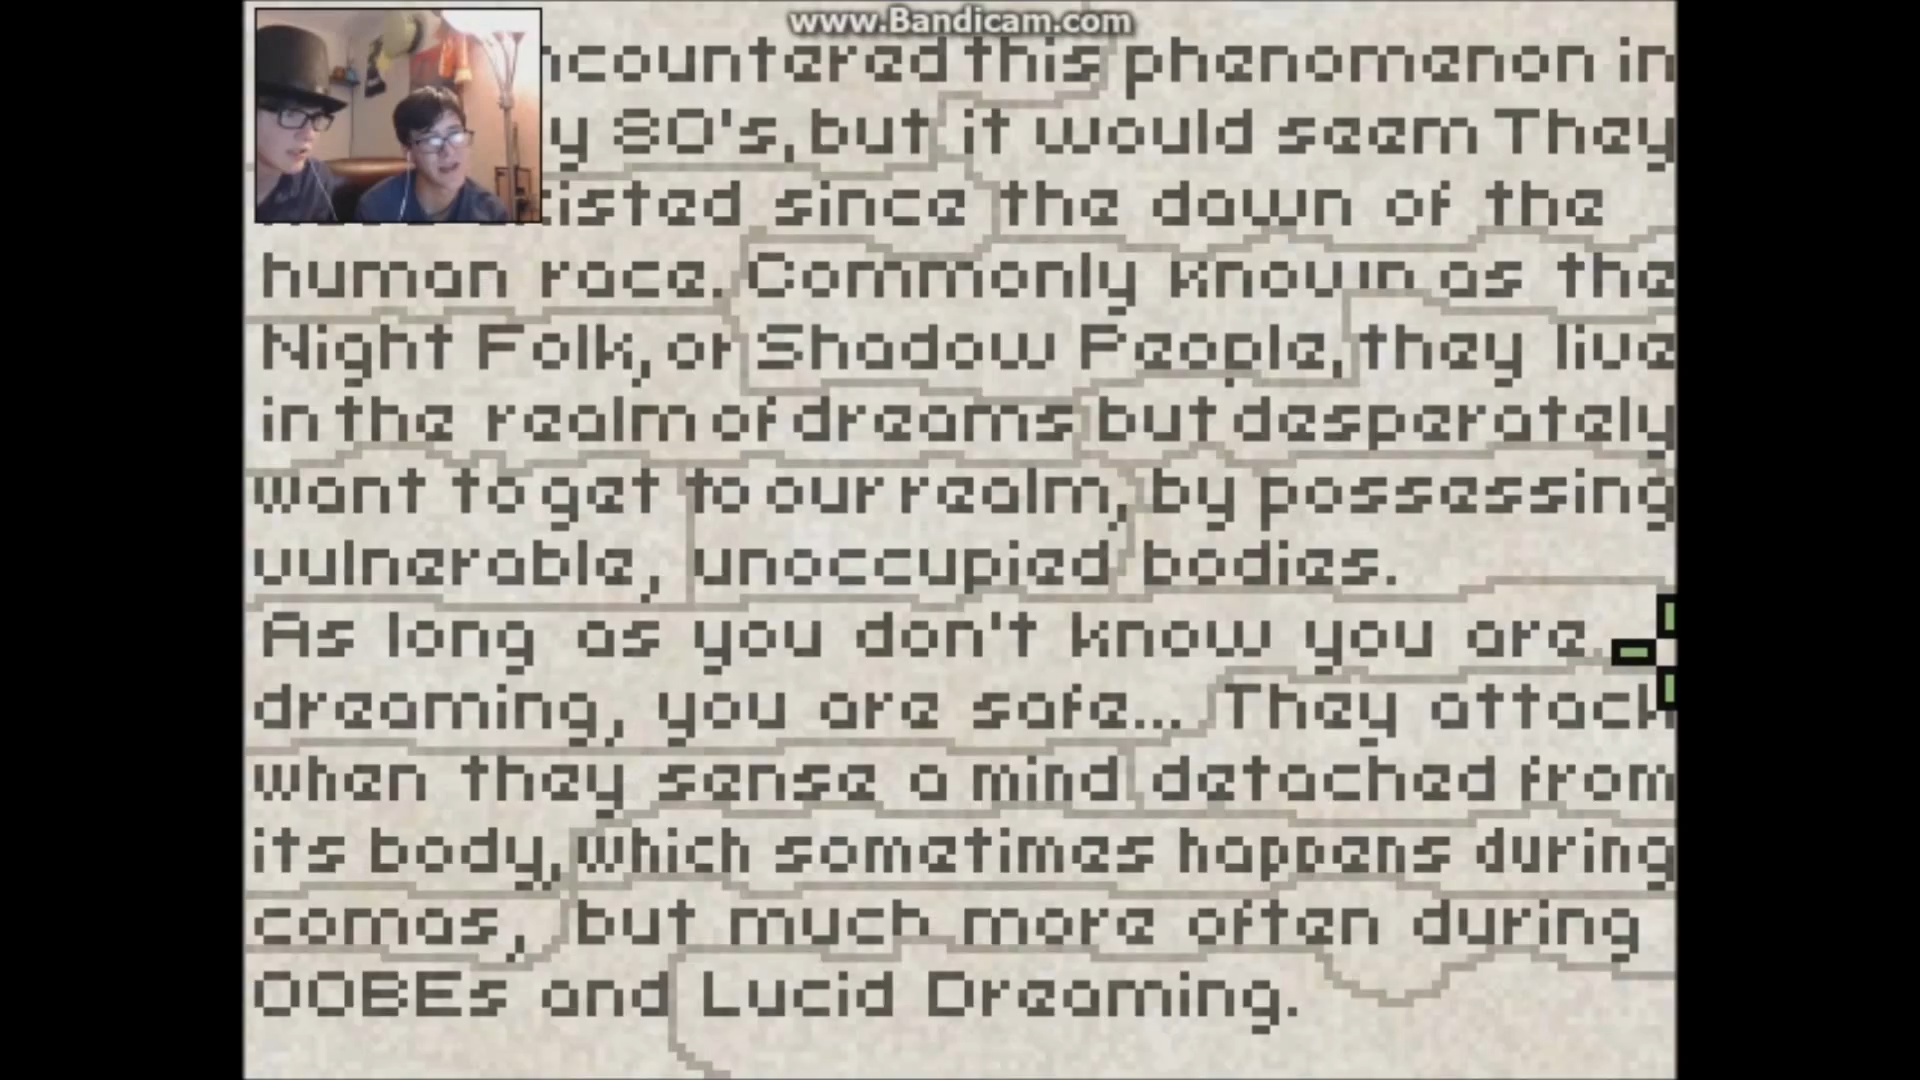 www.Bandicam.com
countered this phenomenon in
80's, but it would seem They
since the dawn of the
human race. Commonly known as the
Night Folk, or Shadow People, they live
in the realm of dreams but desperately
want to get to our realm, by possessing
vulnerable, unoccupied bodies.
As long as you don't know you are
dreaming, you are safe... They attack
when they sense a mind detached from
its body, which sometimes happens during
comas, but much more often during
OOBEs and Lucid Dreaming.